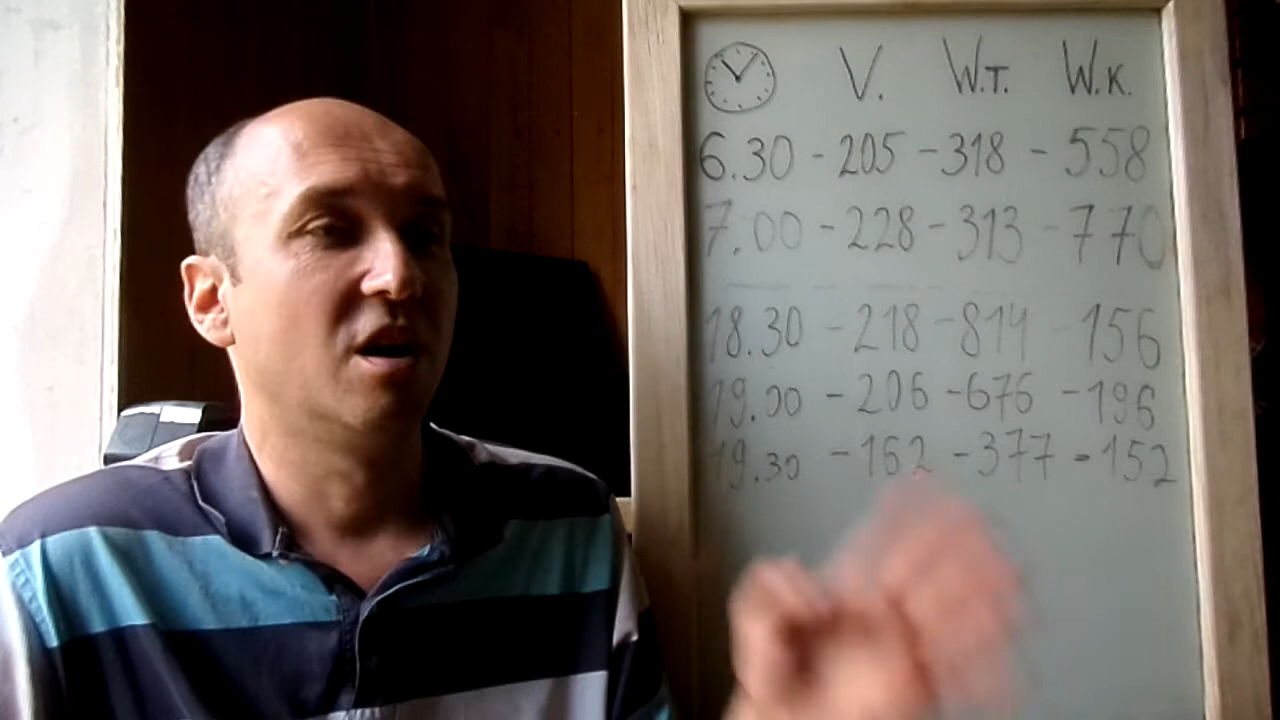 V. W.T. W.K.
6.30 - 205 - 318 - 558
7.00 - 228 - 313 - 770
18.30 - 218 - 814 - 156
19.00 - 206 - 676 - 196
19.30 - 162 - 377 - 152